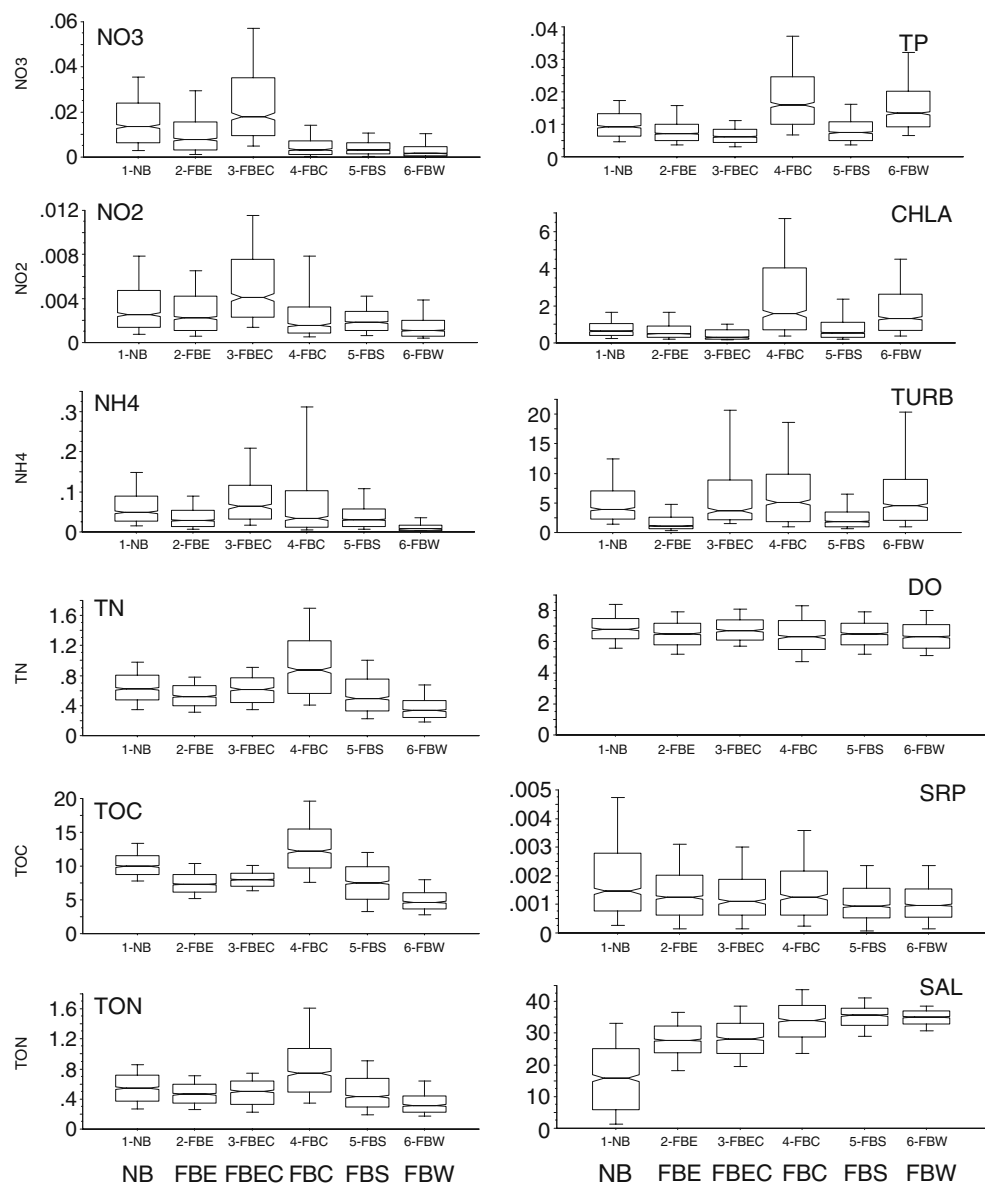 NO3
NO3
.06
.04
.02
0
1-NB 2-FBE 3-FBEC 4-FBC 5-FBS 6-FBW
TP
.04
.03
.02
.01
0
1-NB 2-FBE 3-FBEC 4-FBC 5-FBS 6-FBW
NO2
NO2
.012
.008
.004
0
1-NB 2-FBE 3-FBEC 4-FBC 5-FBS 6-FBW
CHLA
6
4
2
0
1-NB 2-FBE 3-FBEC 4-FBC 5-FBS 6-FBW
NH4
NH4
.3
.2
.1
0
1-NB 2-FBE 3-FBEC 4-FBC 5-FBS 6-FBW
TURB
20
15
10
5
0
1-NB 2-FBE 3-FBEC 4-FBC 5-FBS 6-FBW
TN
TN
1.6
1.2
.8
.4
0
1-NB 2-FBE 3-FBEC 4-FBC 5-FBS 6-FBW
DO
8
6
4
2
0
1-NB 2-FBE 3-FBEC 4-FBC 5-FBS 6-FBW
TOC
TOC
20
15
10
5
0
1-NB 2-FBE 3-FBEC 4-FBC 5-FBS 6-FBW
SRP
.005
.003
.002
.001
0
1-NB 2-FBE 3-FBEC 4-FBC 5-FBS 6-FBW
TON
TON
1.6
1.2
.8
.4
0
1-NB 2-FBE 3-FBEC 4-FBC 5-FBS 6-FBW
NB FBE FBEC FBC FBS FBW
SAL
40
30
20
10
0
1-NB 2-FBE 3-FBEC 4-FBC 5-FBS 6-FBW
NB FBE FBEC FBC FBS FBW